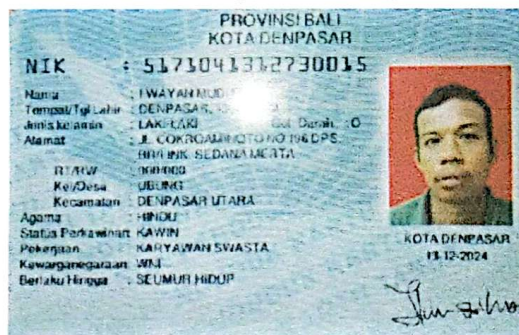 PROVINSI BALI
KOTA DENPASAR
NIK : 5171041312730015
Nama : I WAYAN
Tempat/Tgl Lahir : DENPASAR,
Jenis kelamin : LAKI-LAKI Gol. Darah : O
Alamat : JL. COKROAMINOTO NO 196 DPS.
BR/LINK. SEDANA MERTA
RT/RW : 000/000
Kel/Desa : UBUNG
Kecamatan : DENPASAR UTARA
Agama : HINDU
Status Perkawinan: KAWIN
Pekerjaan : KARYAWAN SWASTA
Kewarganegaraan: WNI
Berlaku Hingga : SEUMUR HIDUP
KOTA DENPASAR
13-12-2024